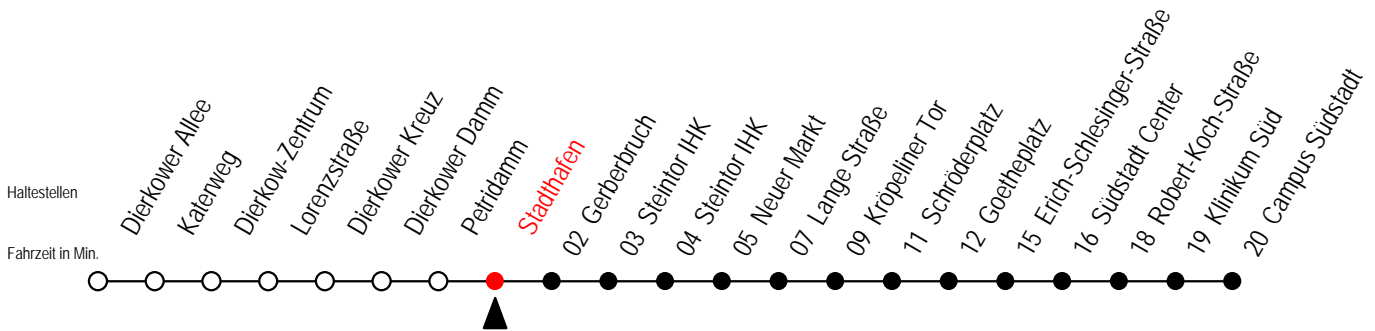 Haltestellen
Fahrzeit in Min.
Dierkower Allee
Katerweg
Dierkow-Zentrum
Lorenzstraße
Dierkower Kreuz
Dierkower Damm
Petridamm
Stadthafen
02 Gerberbruch
03 Steintor IHK
04 Steintor IHK
05 Neuer Markt
07 Lange Straße
09 Kröpeliner Tor
11 Schröderplatz
12 Goetheplatz
15 Erich-Schlesinger-Straße
16 Südstadt Center
18 Robert-Koch-Straße
19 Klinikum Süd
20 Campus Südstadt